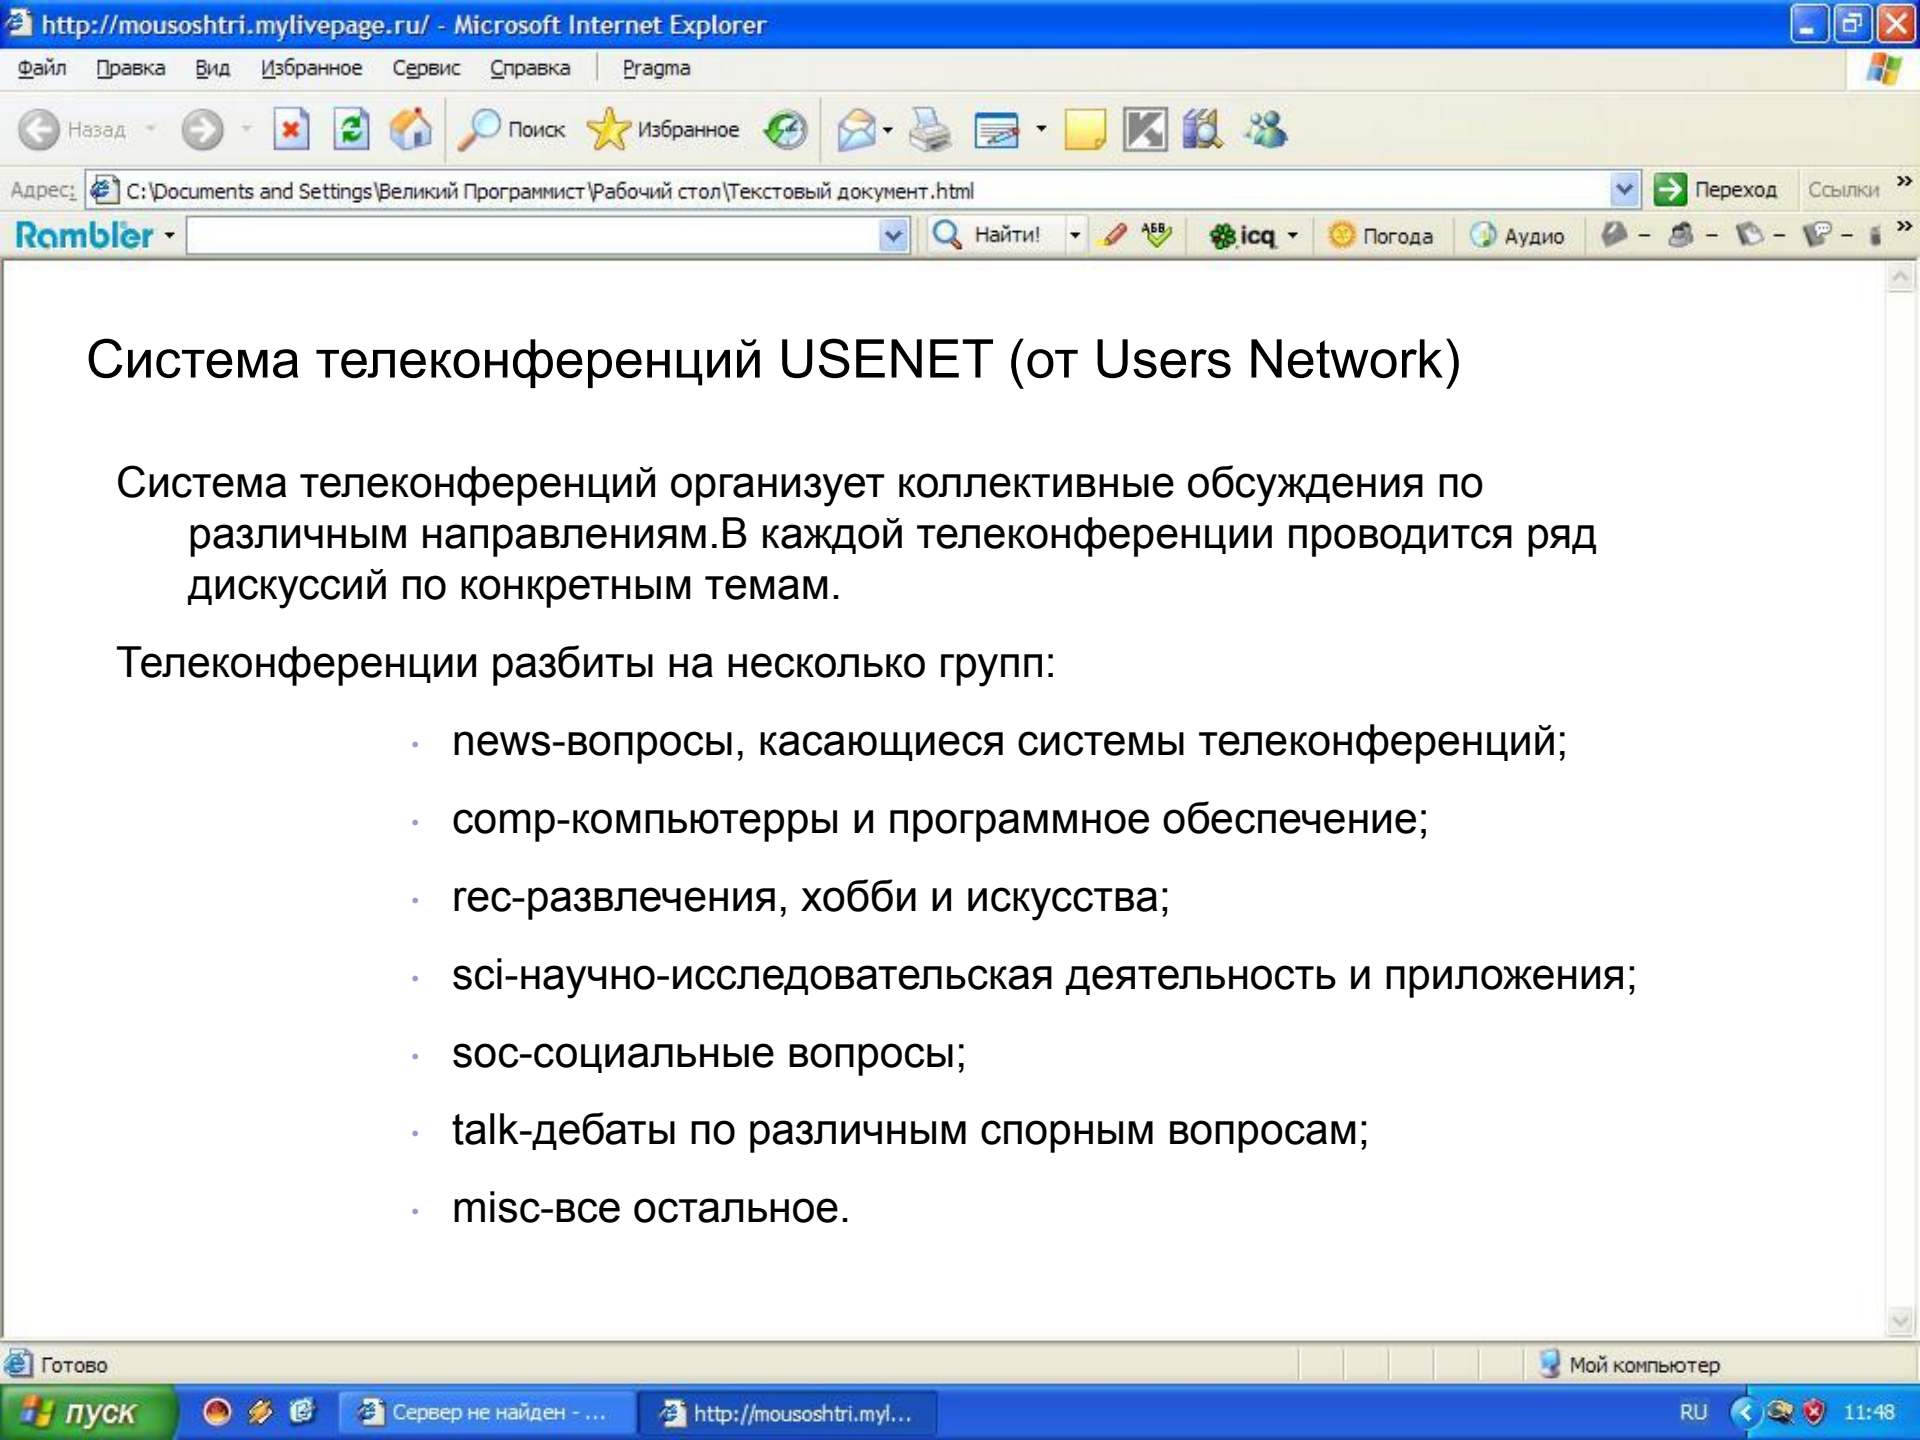 http://mousoshtri.mylivepage.ru/ - Microsoft Internet Explorer
Файл Правка Вид Избранное Сервис Справка Pragma
Назад Поиск Избранное
Адрес: C:\Documents and Settings\Великий Программист\Рабочий стол\Текстовый документ.html Переход Ссылки »
Rambler Найти! АБВ icq Погода Аудио »
Система телеконференций USENET (от Users Network)
Система телеконференций организует коллективные обсуждения по
различным направлениям.В каждой телеконференции проводится ряд
дискуссий по конкретным темам.
Телеконференции разбиты на несколько групп:
· news-вопросы, касающиеся системы телеконференций;
· comp-компьютерры и программное обеспечение;
· rec-развлечения, хобби и искусства;
· sci-научно-исследовательская деятельность и приложения;
· soc-социальные вопросы;
· talk-дебаты по различным спорным вопросам;
· misc-все остальное.
Готово Мой компьютер
пуск Сервер не найден - ... http://mousoshtri.myl... RU 11:48